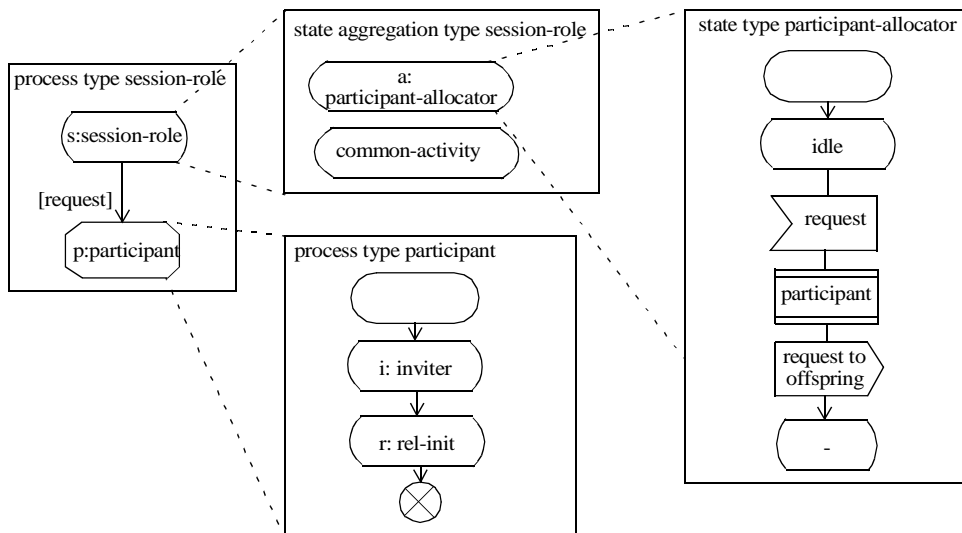 process type session-role
s:session-role
[request]
p:participant
state aggregation type session-role
a:
participant-allocator
common-activity
process type participant
i: inviter
r: rel-init
state type participant-allocator
idle
request
participant
request to
offspring
-